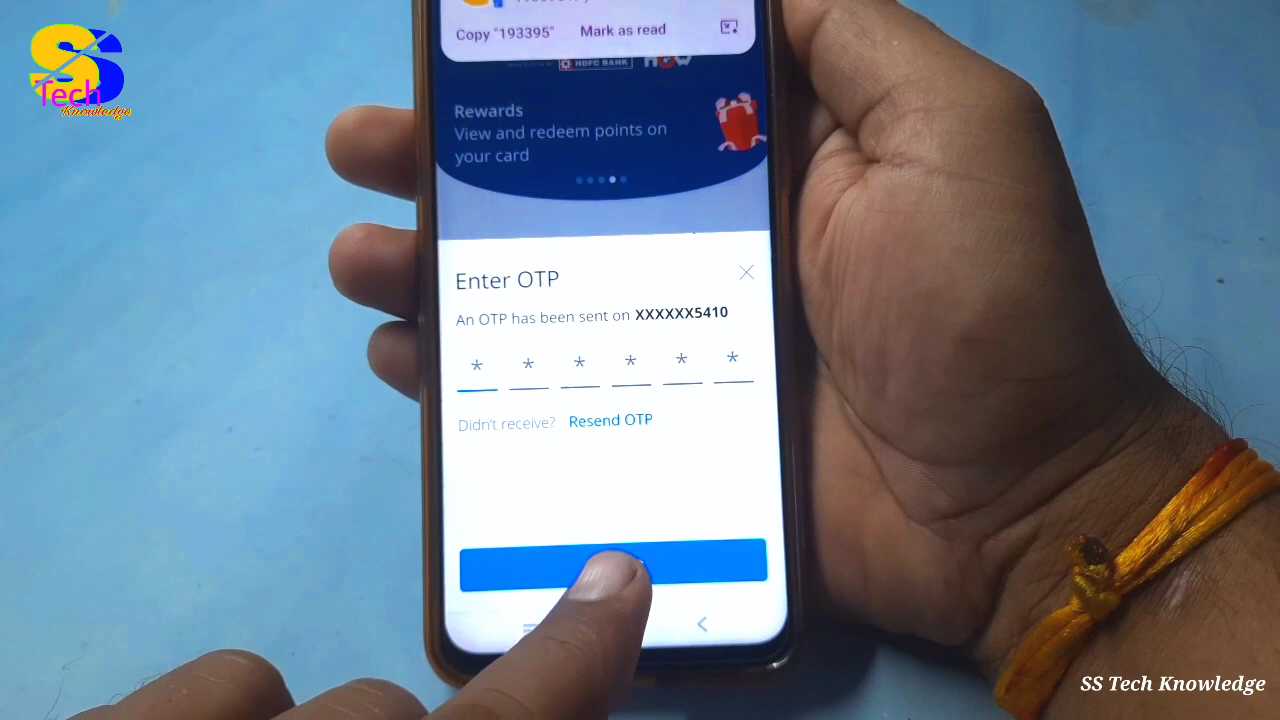 S
Tech
Knowledge
Copy "193395" Mark as read
HDFC BANK
Rewards
View and redeem points on
your card
Enter OTP
An OTP has been sent on XXXXXX5410
* * * * * *
Didn't receive? Resend OTP
SS Tech Knowledge